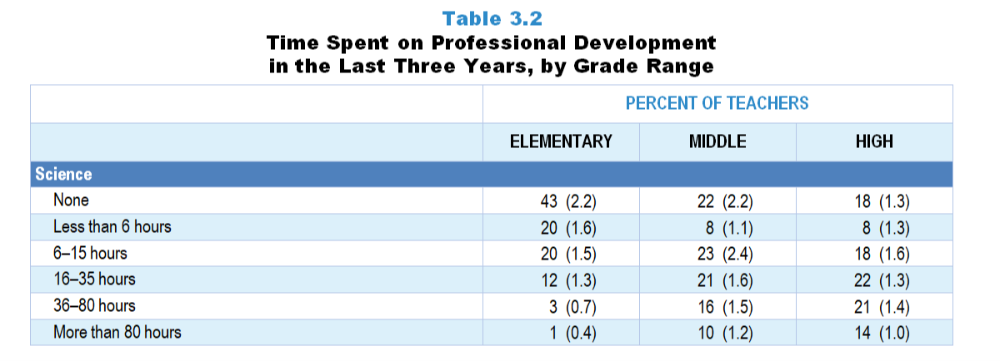 Table 3.2
Time Spent on Professional Development
in the Last Three Years, by Grade Range
PERCENT OF TEACHERS
ELEMENTARY MIDDLE HIGH
Science
None 43 (2.2) 22 (2.2) 18 (1.3)
Less than 6 hours 20 (1.6) 8 (1.1) 8 (1.3)
6–15 hours 20 (1.5) 23 (2.4) 18 (1.6)
16–35 hours 12 (1.3) 21 (1.6) 22 (1.3)
36–80 hours 3 (0.7) 16 (1.5) 21 (1.4)
More than 80 hours 1 (0.4) 10 (1.2) 14 (1.0)